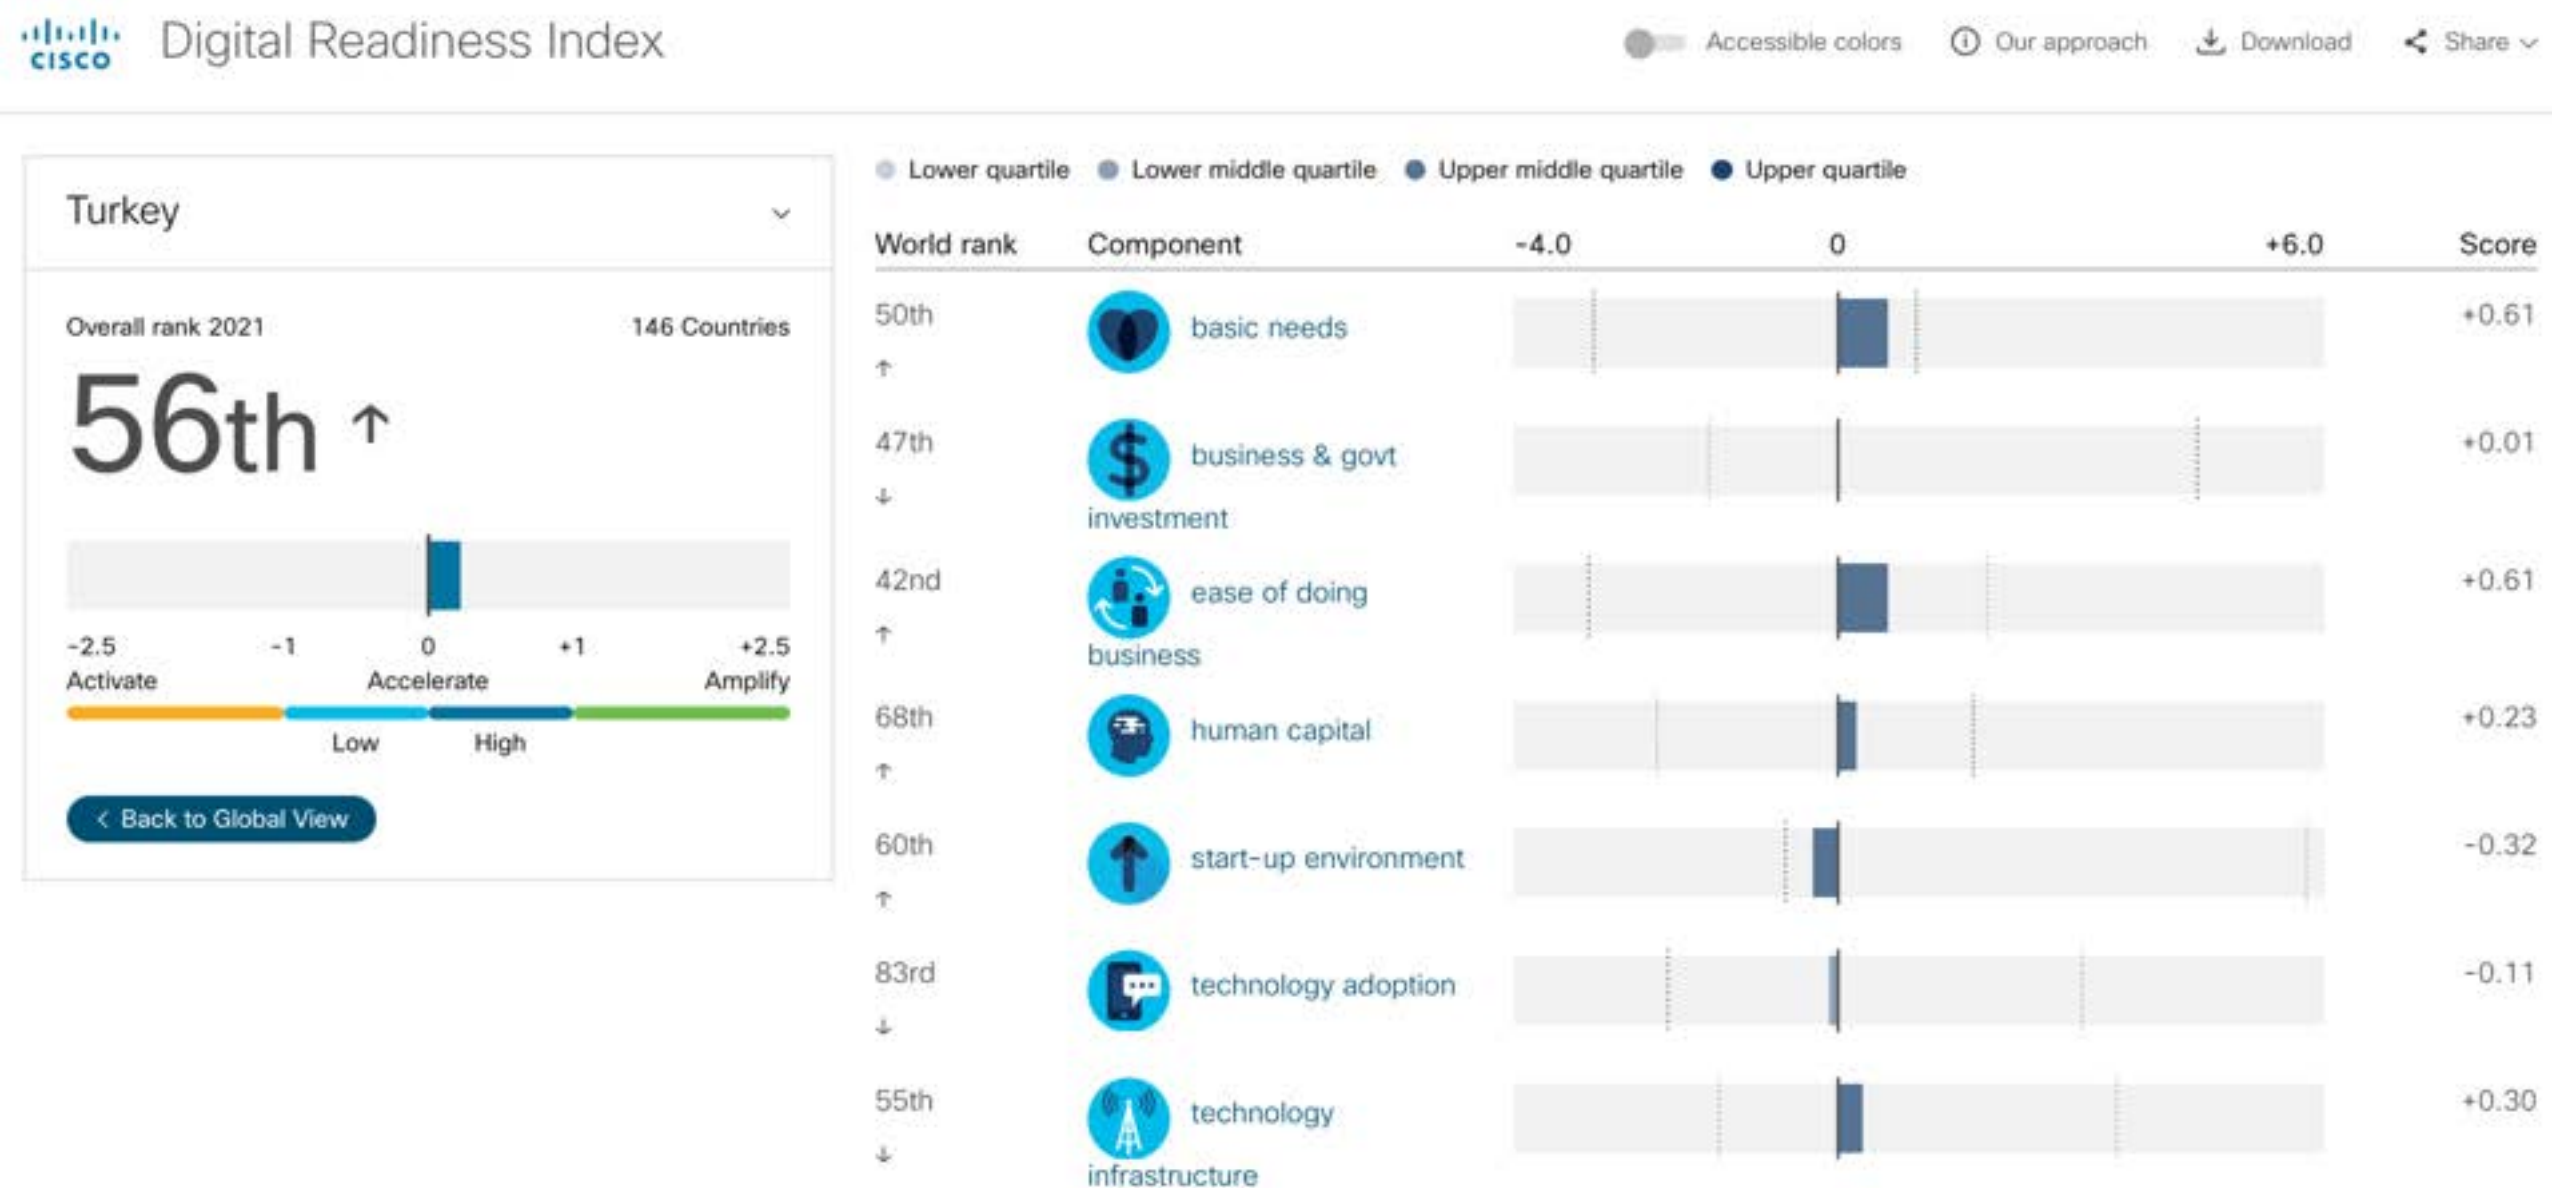 CISCO Digital Readiness Index
Accessible colors Our approach Download Share
Turkey
Overall rank 2021 146 Countries
56th ↑
-2.5 -1 0 +1 +2.5
Activate Accelerate Amplify
Low High
< Back to Global View
Lower quartile Lower middle quartile Upper middle quartile Upper quartile
World rank Component -4.0 0 +6.0 Score
50th ↑ basic needs +0.61
47th ↓ business & govt +0.01
investment
42nd ↑ ease of doing +0.61
business
68th ↑ human capital +0.23
60th ↑ start-up environment -0.32
83rd ↓ technology adoption -0.11
55th ↓ technology +0.30
infrastructure